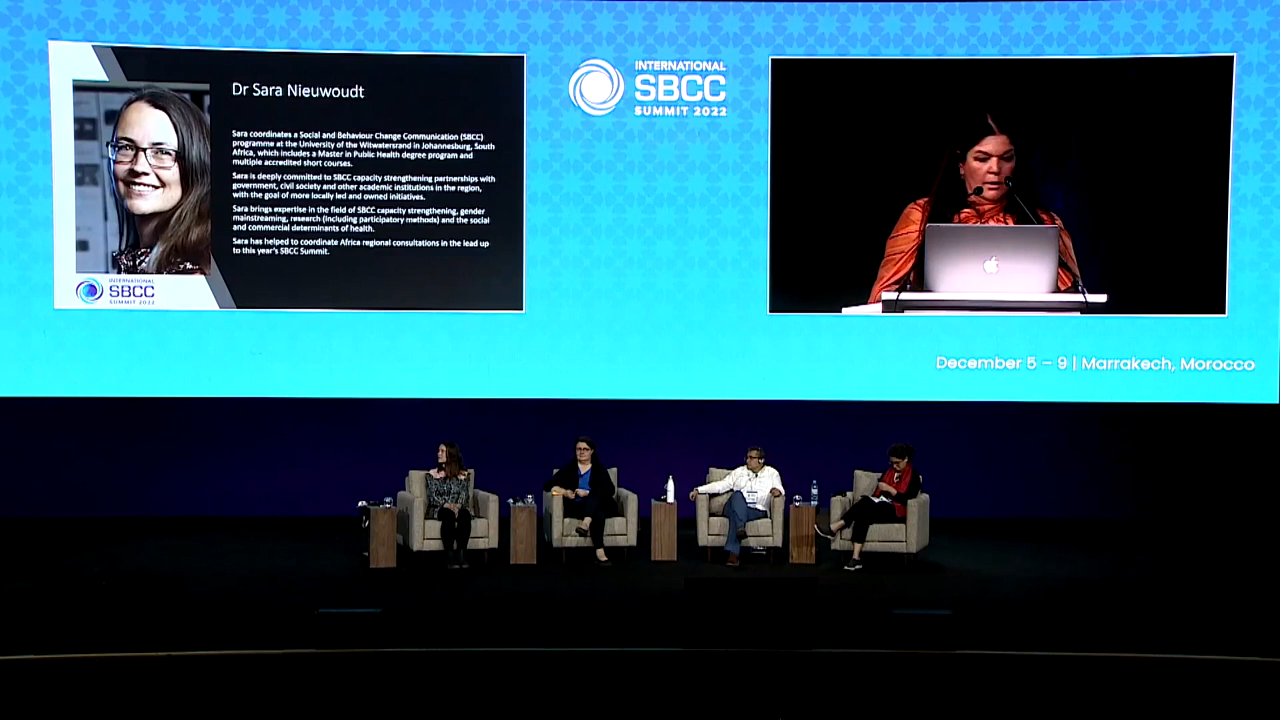 Dr Sara Nieuwoudt
Sara coordinates a Social and Behaviour Change Communication (SBCC)
programme at the University of the Witwatersrand in Johannesburg, South
Africa, which includes a Master in Public Health degree program and
multiple accredited short courses.
Sara is deeply committed to SBCC capacity strengthening partnerships with
government, civil society and other academic institutions in the region,
with the goal of more locally led and owned initiatives.
Sara brings expertise in the field of SBCC capacity strengthening, gender
mainstreaming, research (including participatory methods) and the social
and commercial determinants of health.
Sara has helped to coordinate Africa regional consultations in the lead up
to this year's SBCC Summit.
INTERNATIONAL
SBCC
SUMMIT 2022
INTERNATIONAL
SBCC
SUMMIT 2022
December 5 – 9 | Marrakech, Morocco